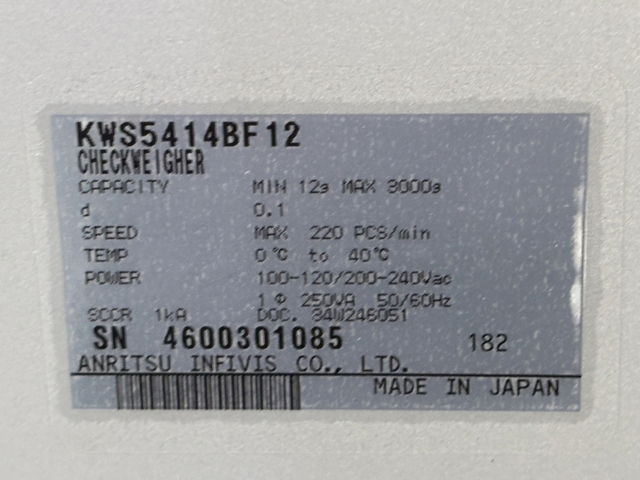 KWS5414BF12
CHECKWEIGHER
CAPACITY MIN 12g MAX 3000g
d 0.1
SPEED MAX 220 PCS/min
TEMP 0℃ to 40℃
POWER 100-120/200-240Vac
1 Φ 250VA 50/60Hz
SCCR 1kA DOC. 34W246051
SN 4600301085 182
ANRITSU INFIVIS CO., LTD.
MADE IN JAPAN